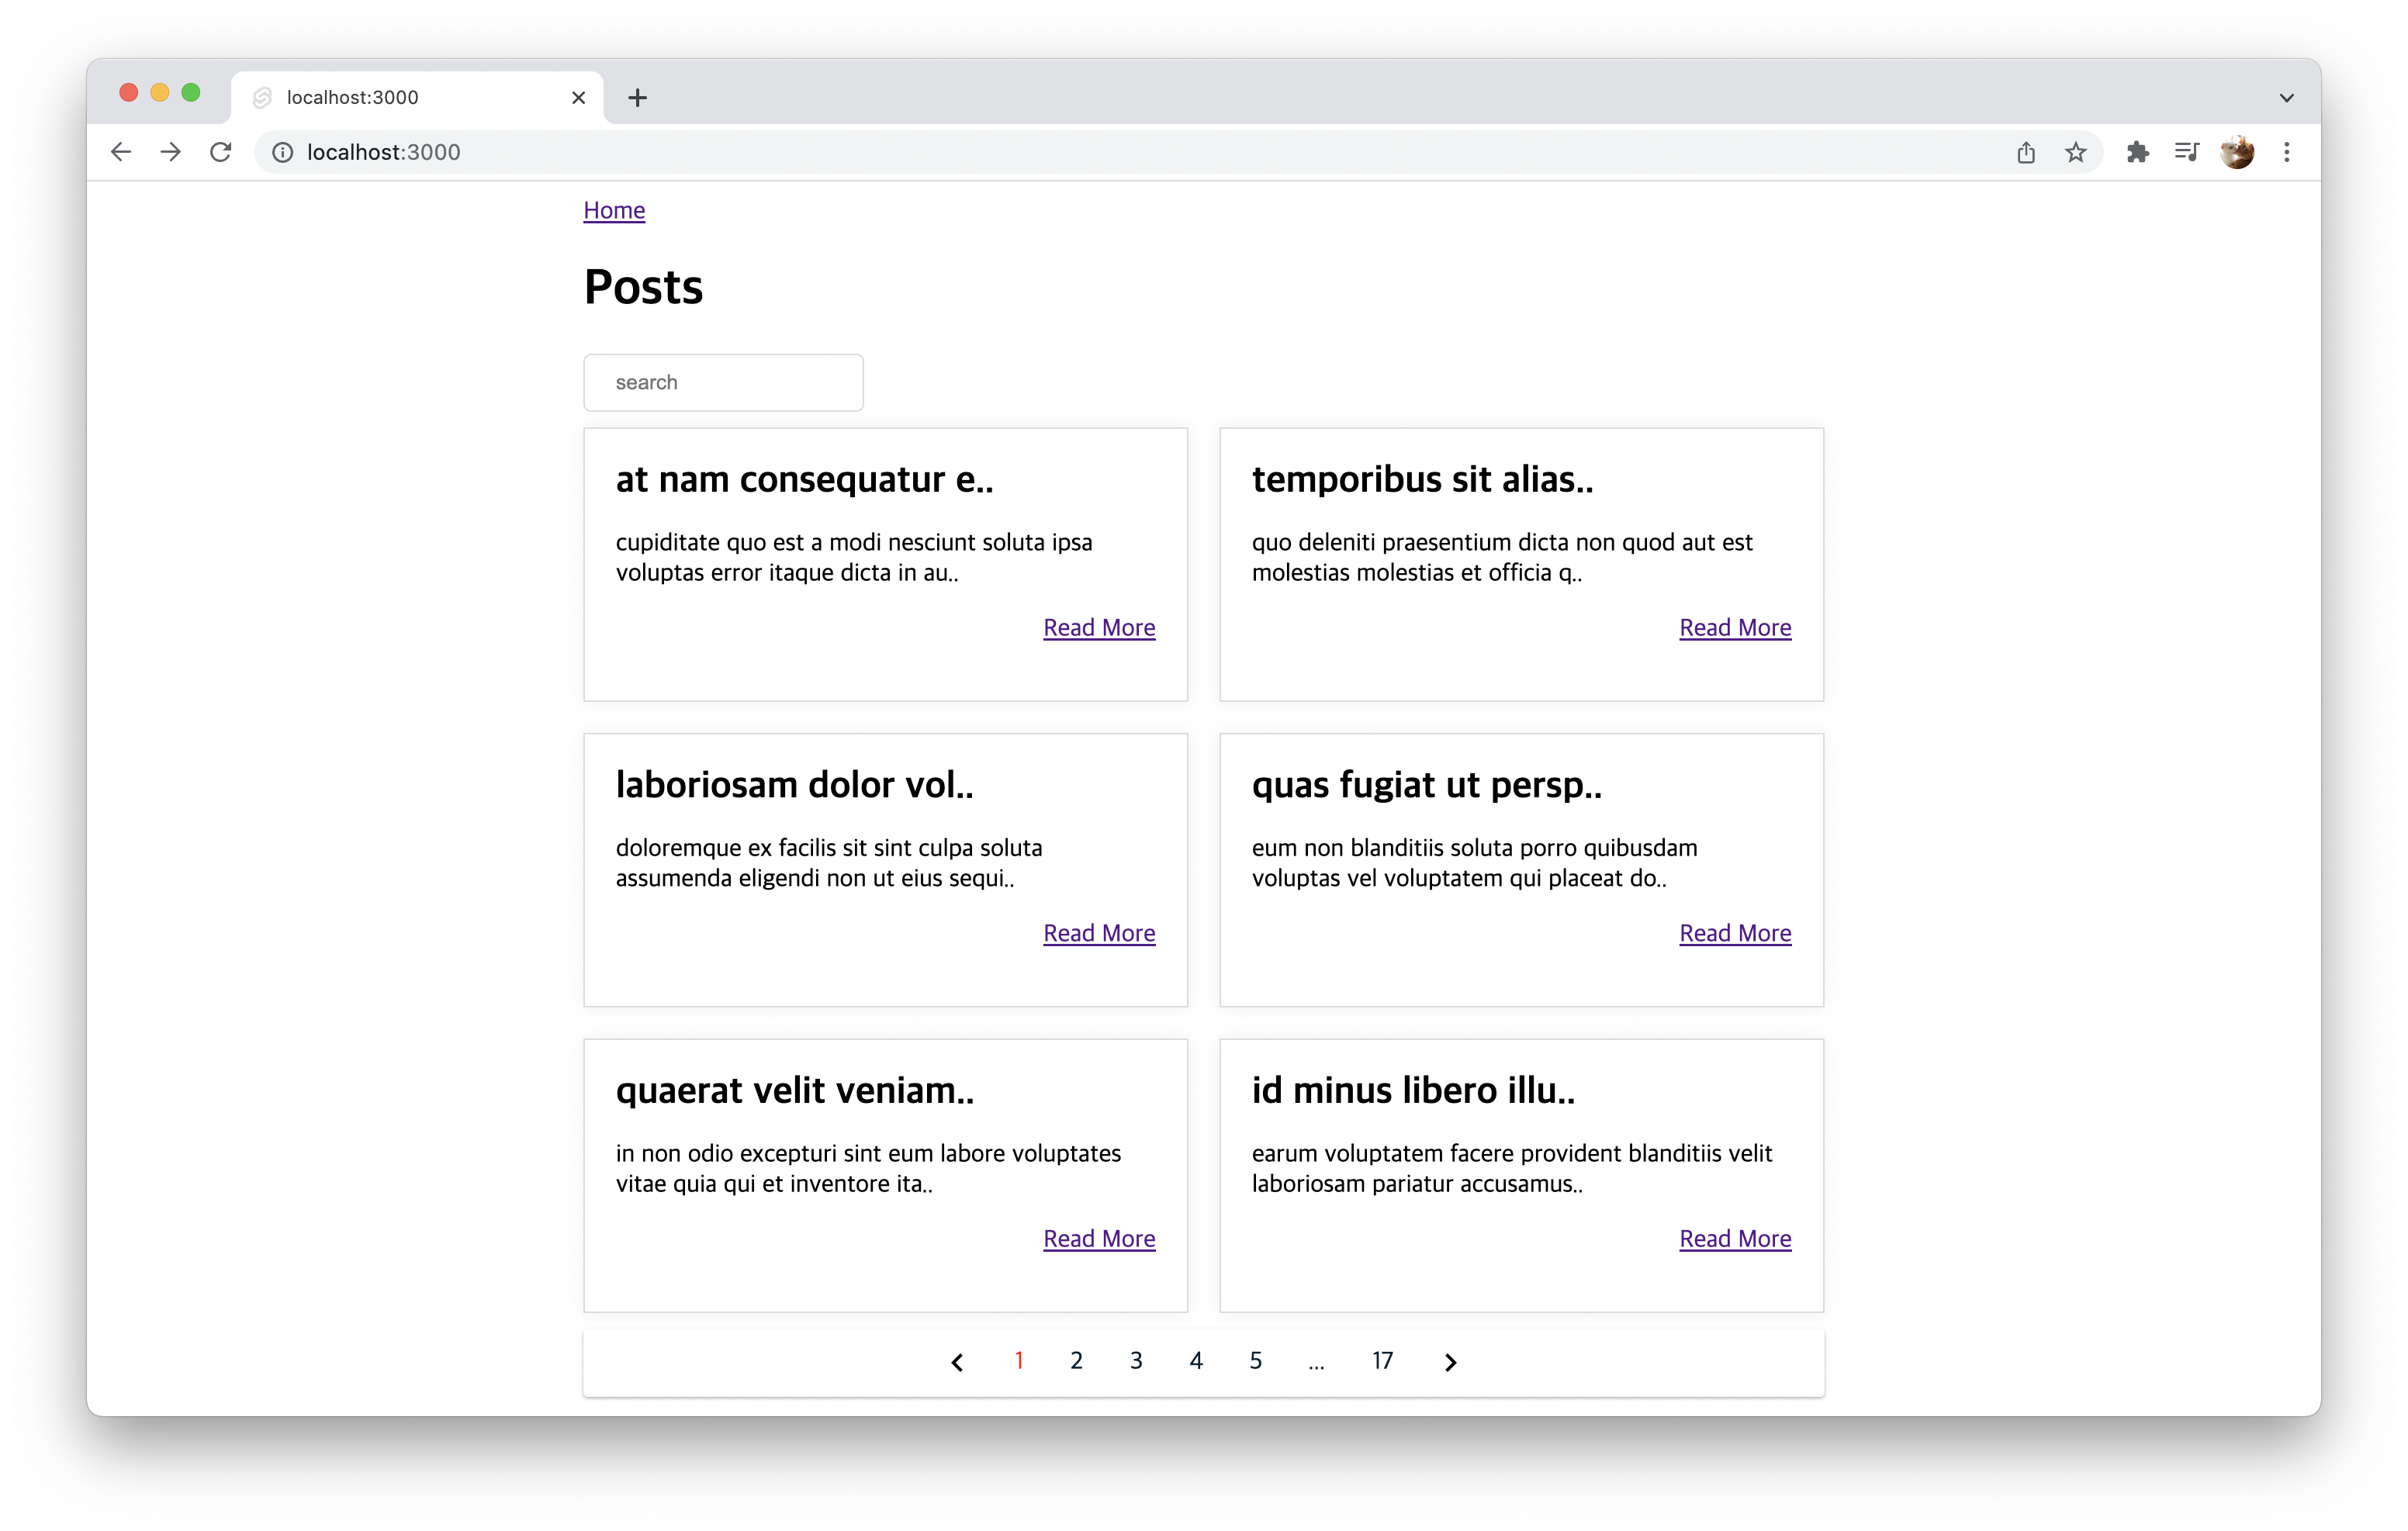 localhost:3000
localhost:3000
Home
Posts
search
at nam consequatur e..
cupiditate quo est a modi nesciunt soluta ipsa
voluptas error itaque dicta in au..
Read More
temporibus sit alias..
quo deleniti praesentium dicta non quod aut est
molestias molestias et officia q..
Read More
laboriosam dolor vol..
doloremque ex facilis sit sint culpa soluta
assumenda eligendi non ut eius sequi..
Read More
quas fugiat ut persp..
eum non blanditiis soluta porro quibusdam
voluptas vel voluptatem qui placeat do..
Read More
quaerat velit veniam..
in non odio excepturi sint eum labore voluptates
vitae quia qui et inventore ita..
Read More
id minus libero illu..
earum voluptatem facere provident blanditiis velit
laboriosam pariatur accusamus..
Read More
1 2 3 4 5 ... 17